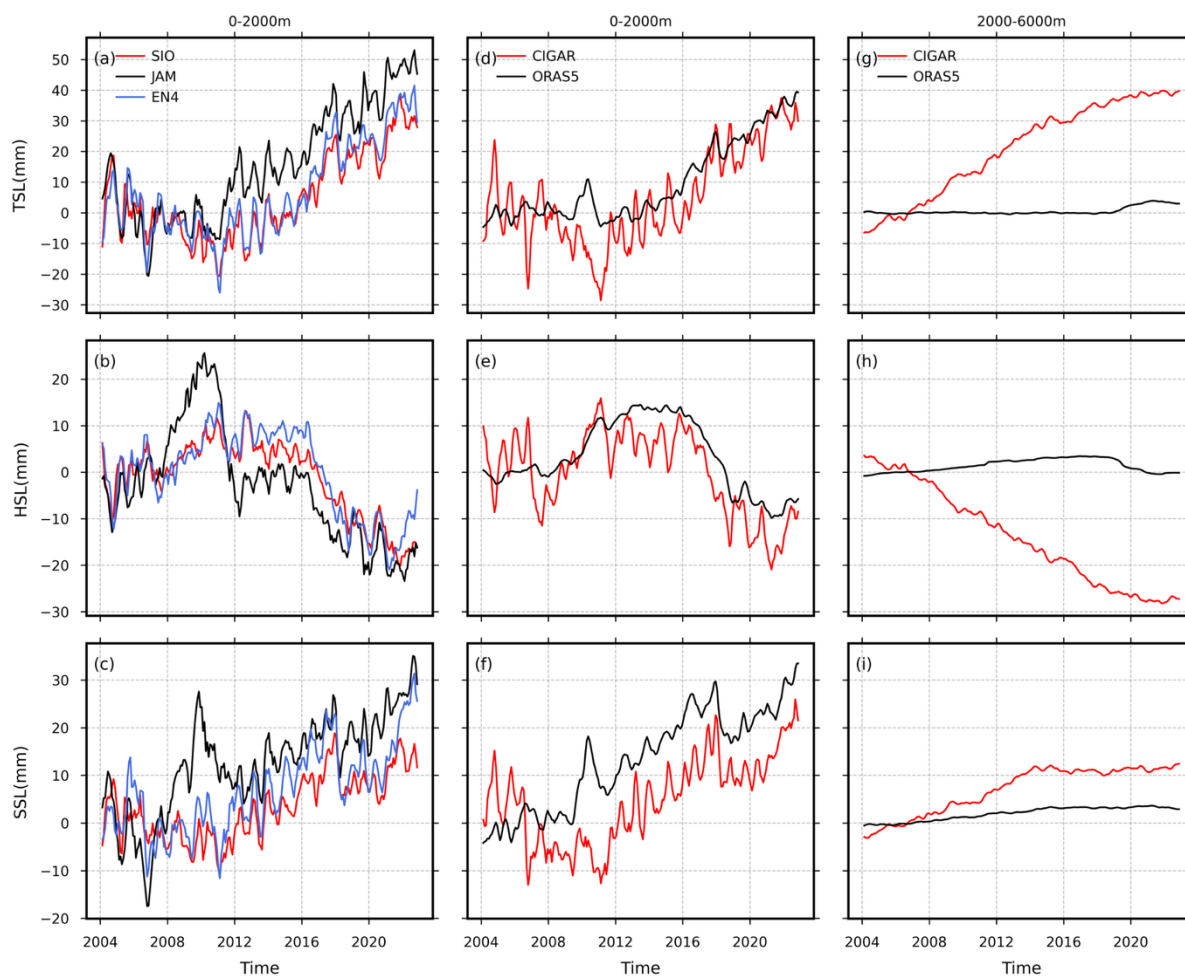 0-2000m 0-2000m 2000-6000m
(a) SIO
JAM
EN4
(d) CIGAR
ORAS5
(g) CIGAR
ORAS5
TSL(mm)
50
40
30
20
10
0
−10
−20
−30
(b) (e) (h)
HSL(mm)
20
10
0
−10
−20
−30
(c) (f) (i)
SSL(mm)
30
20
10
0
−10
−20
2004 2008 2012 2016 2020 2004 2008 2012 2016 2020 2004 2008 2012 2016 2020
Time Time Time